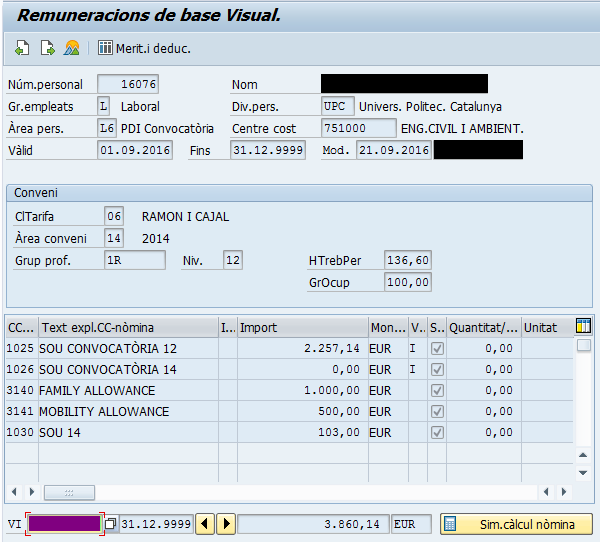 Remuneracions de base Visual.
Merit.i deduc.
Núm.personal 16076 Nom
Gr.empleats L Laboral Div.pers. UPC Univers. Politec. Catalunya
Àrea pers. L6 PDI Convocatòria Centre cost 751000 ENG.CIVIL I AMBIENT.
Vàlid 01.09.2016 Fins 31.12.9999 Mod. 21.09.2016
Conveni
ClTarifa 06 RAMON I CAJAL
Àrea conveni 14 2014
Grup prof. 1R Niv. 12 HTrebPer 136,60
GrOcup 100,00
CC... Text expl.CC-nòmina I... Import Mon... V... S... Quantitat/... Unitat
1025 SOU CONVOCATÒRIA 12 2.257,14 EUR I 0,00
1026 SOU CONVOCATÒRIA 14 0,00 EUR I 0,00
3140 FAMILY ALLOWANCE 1.000,00 EUR 0,00
3141 MOBILITY ALLOWANCE 500,00 EUR 0,00
1030 SOU 14 103,00 EUR 0,00
VI 31.12.9999 3.860,14 EUR Sim.càlcul nòmina